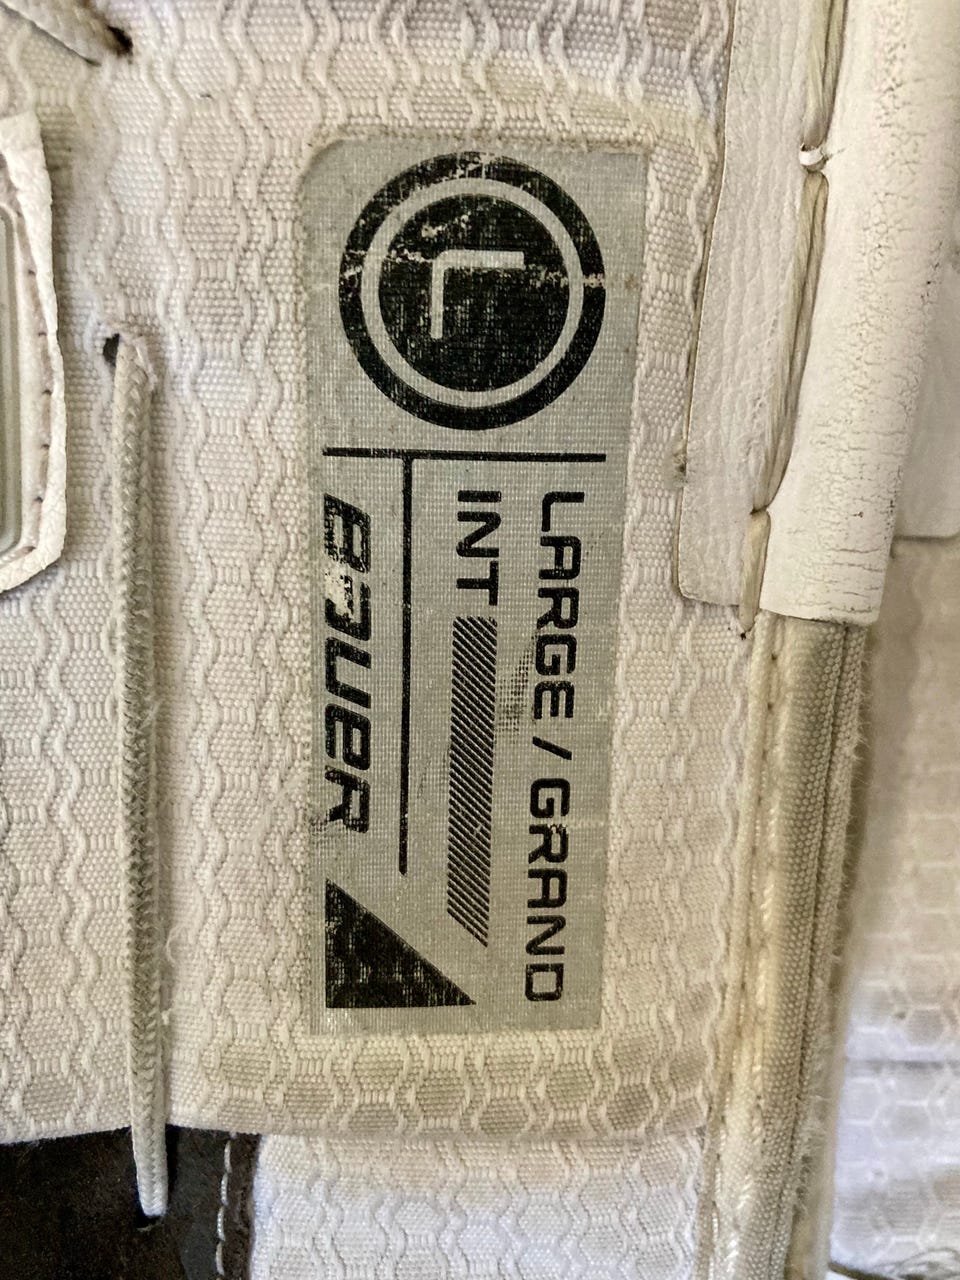 L
LARGE / GRAND
INT
BAUER